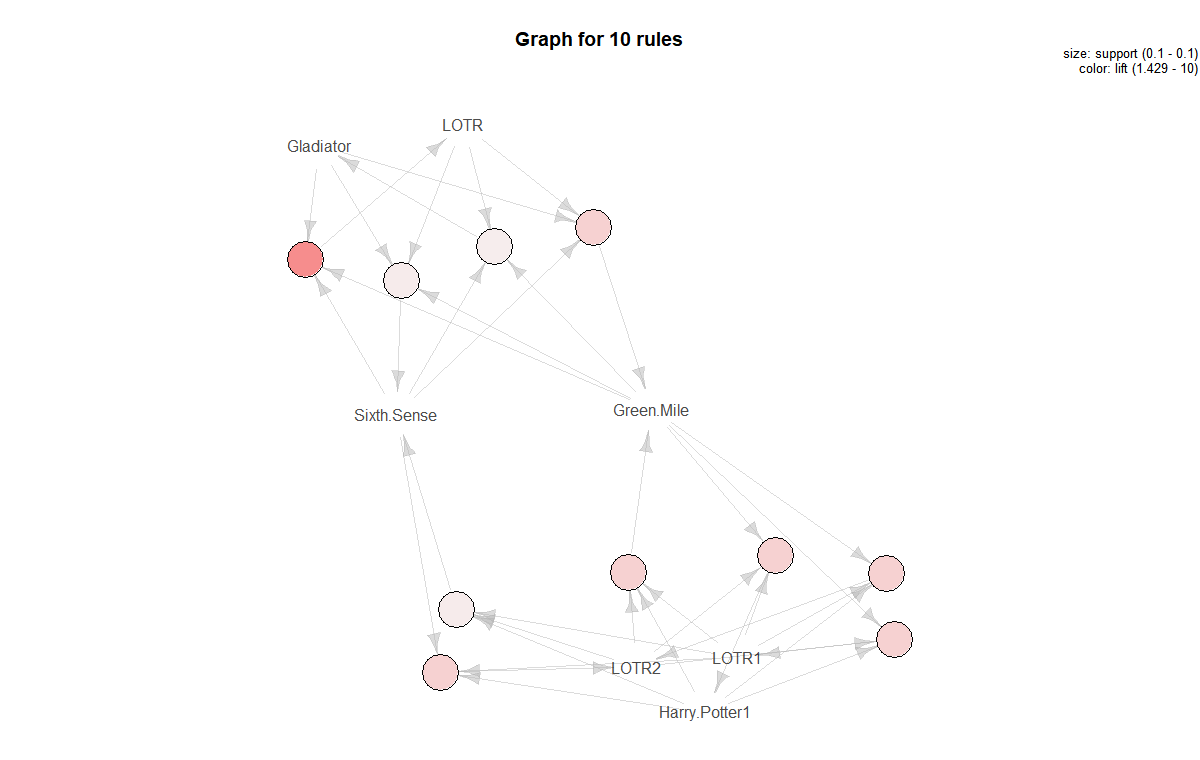 Graph for 10 rules
size: support (0.1 - 0.1)
color: lift (1.429 - 10)
LOTR
Gladiator
Sixth.Sense
Green.Mile
LOTR2
LOTR1
Harry.Potter1